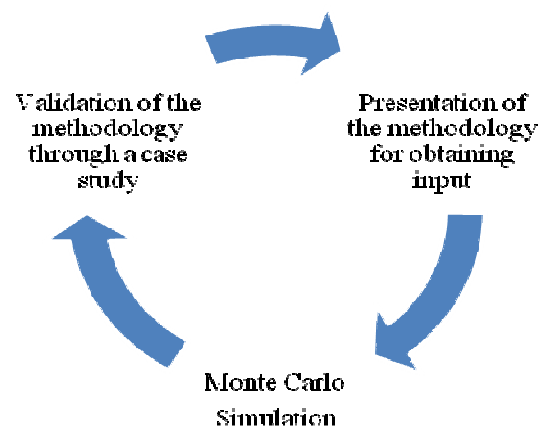 Validation of the
methodology
through a case
study
Presentation of
the methodology
for obtaining
input
Monte Carlo
Simulation